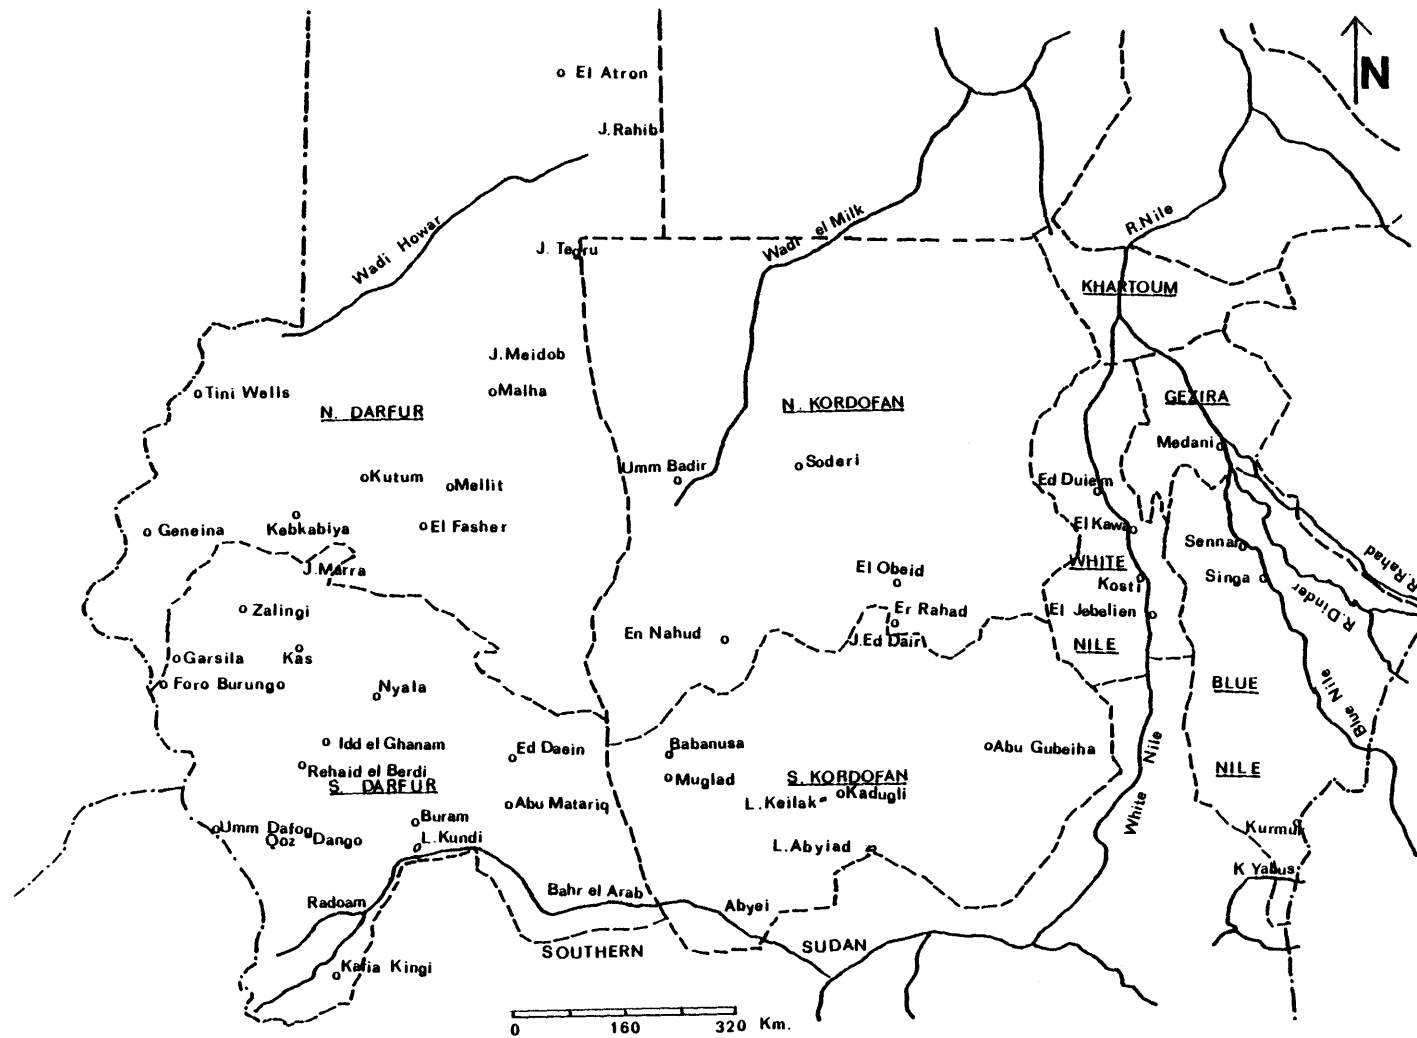 N
El Atron
J. Rahib
Wadi Howar
J. Tegru
Wadi el Milk
R. Nile
KHARTOUM
J. Meidob
Tini Wells
Malha
N. DARFUR
N. KORDOFAN
GEZIRA
Medani
Umm Badir
Soderi
Kutum
Mellit
Ed Duiem
Geneina
Kebkabiya
El Fasher
El Kawa
Sennar
R. Rahad
J. Marra
El Obeid
WHITE
Kosti
Singa
R. Dinder
Zalingi
Er Rahad
El Jebelien
En Nahud
J. Ed Dair
NILE
Garsila
Kas
Foro Burungo
Nyala
BLUE
Blue Nile
Idd el Ghanam
Ed Daein
Babanusa
Abu Gubeiha
White Nile
Rehaid el Berdi
S. DARFUR
Muglad
S. KORDOFAN
NILE
L. Keilak
Kadugli
Abu Matariq
Buram
Umm Dafog
Qoz Dango
L. Kundi
L. Abyiad
Kurmuk
K Yabus
Radoam
Bahr el Arab
Abyei
SOUTHERN
SUDAN
Kafia Kingi
0 160 320 Km.